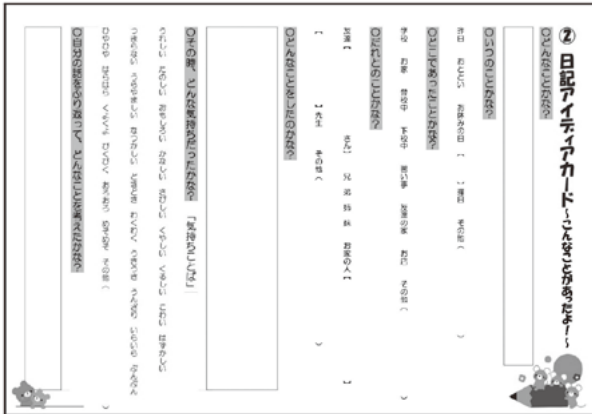 ② 日記アイディアカード～こんなことがあったよ！～
○どんなことかな？
○いつのことかな？
昨日 おととい お休みの日 【 】曜日 その他（ ）
○どこであったことかな？
学校 お家 登校中 下校中 習い事 友達の家 お店 その他（ ）
○だれとのことかな？
友達【 さん】 兄 弟 姉 妹 お家の人【 】
【 】先生 その他（ ）
○どんなことをしたのかな？
○その時、どんな気持ちだったかな？ 「気持ちことば」
うれしい たのしい おもしろい かなしい さびしい くやしい くるしい こわい はずかしい
つまらない うらやましい なつかしい どきどき わくわく うきうき うんざり いらいら ぷんぷん
ひやひや はらはら くよくよ びくびく おろおろ めそめそ その他（ ）
○自分の話をふり返って、どんなことを考えたかな？